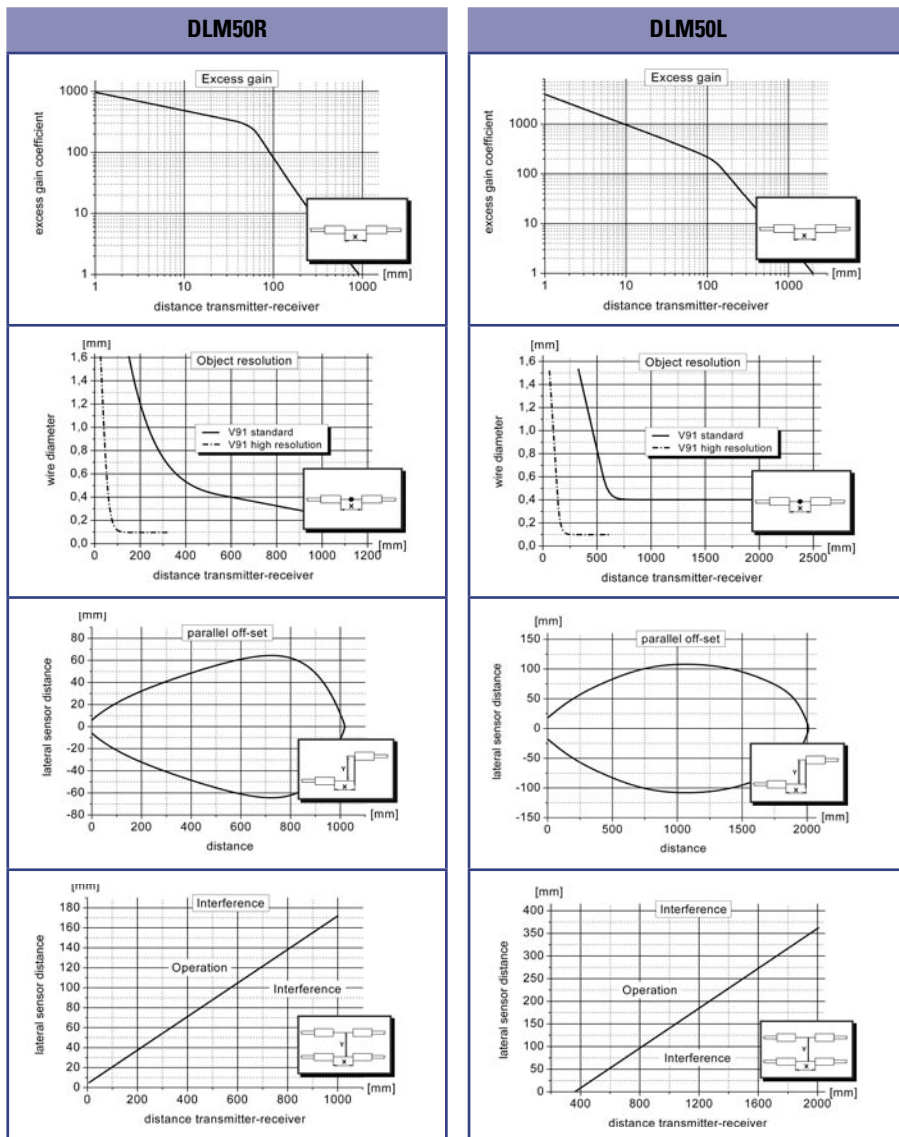 DLM50R
Excess gain
excess gain coefficient
1000
100
10
1
1 10 100 1000
[mm]
X
distance transmitter-receiver
[mm]
Object resolution
wire diameter
1,6
1,4
1,2
1,0
0,8
0,6
0,4
0,2
0,0
V91 standard
V91 high resolution
X
0 200 400 600 800 1000 1200
[mm]
distance transmitter-receiver
[mm]
parallel off-set
lateral sensor distance
80
60
40
20
0
-20
-40
-60
-80
Y
X
0 200 400 600 800 1000
[mm]
distance
[mm]
Interference
lateral sensor distance
180
160
140
120
100
80
60
40
20
0
Operation
Interference
Y
X
0 200 400 600 800 1000
[mm]
distance transmitter-receiver
DLM50L
Excess gain
excess gain coefficient
1000
100
10
1
1 10 100 1000
[mm]
X
distance transmitter-receiver
[mm]
Object resolution
wire diameter
1,6
1,4
1,2
1,0
0,8
0,6
0,4
0,2
0,0
V91 standard
V91 high resolution
X
0 500 1000 1500 2000 2500
[mm]
distance transmitter-receiver
[mm]
parallel off-set
lateral sensor distance
150
100
50
0
-50
-100
-150
Y
X
0 500 1000 1500 2000
[mm]
distance
[mm]
Interference
lateral sensor distance
400
350
300
250
200
150
100
50
0
Operation
Interference
Y
X
400 800 1200 1600 2000
[mm]
distance transmitter-receiver